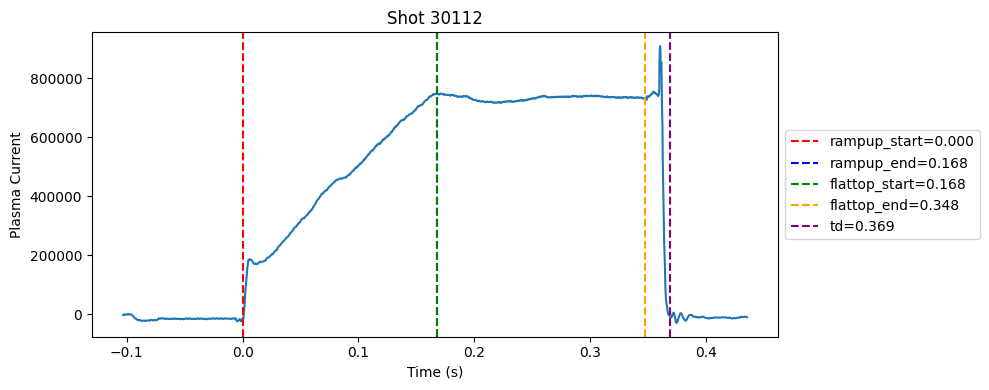 Shot 30112
Plasma Current
800000
600000
400000
200000
0
−0.1
0.0
0.1
0.2
0.3
0.4
Time (s)
rampup_start=0.000
rampup_end=0.168
flattop_start=0.168
flattop_end=0.348
td=0.369